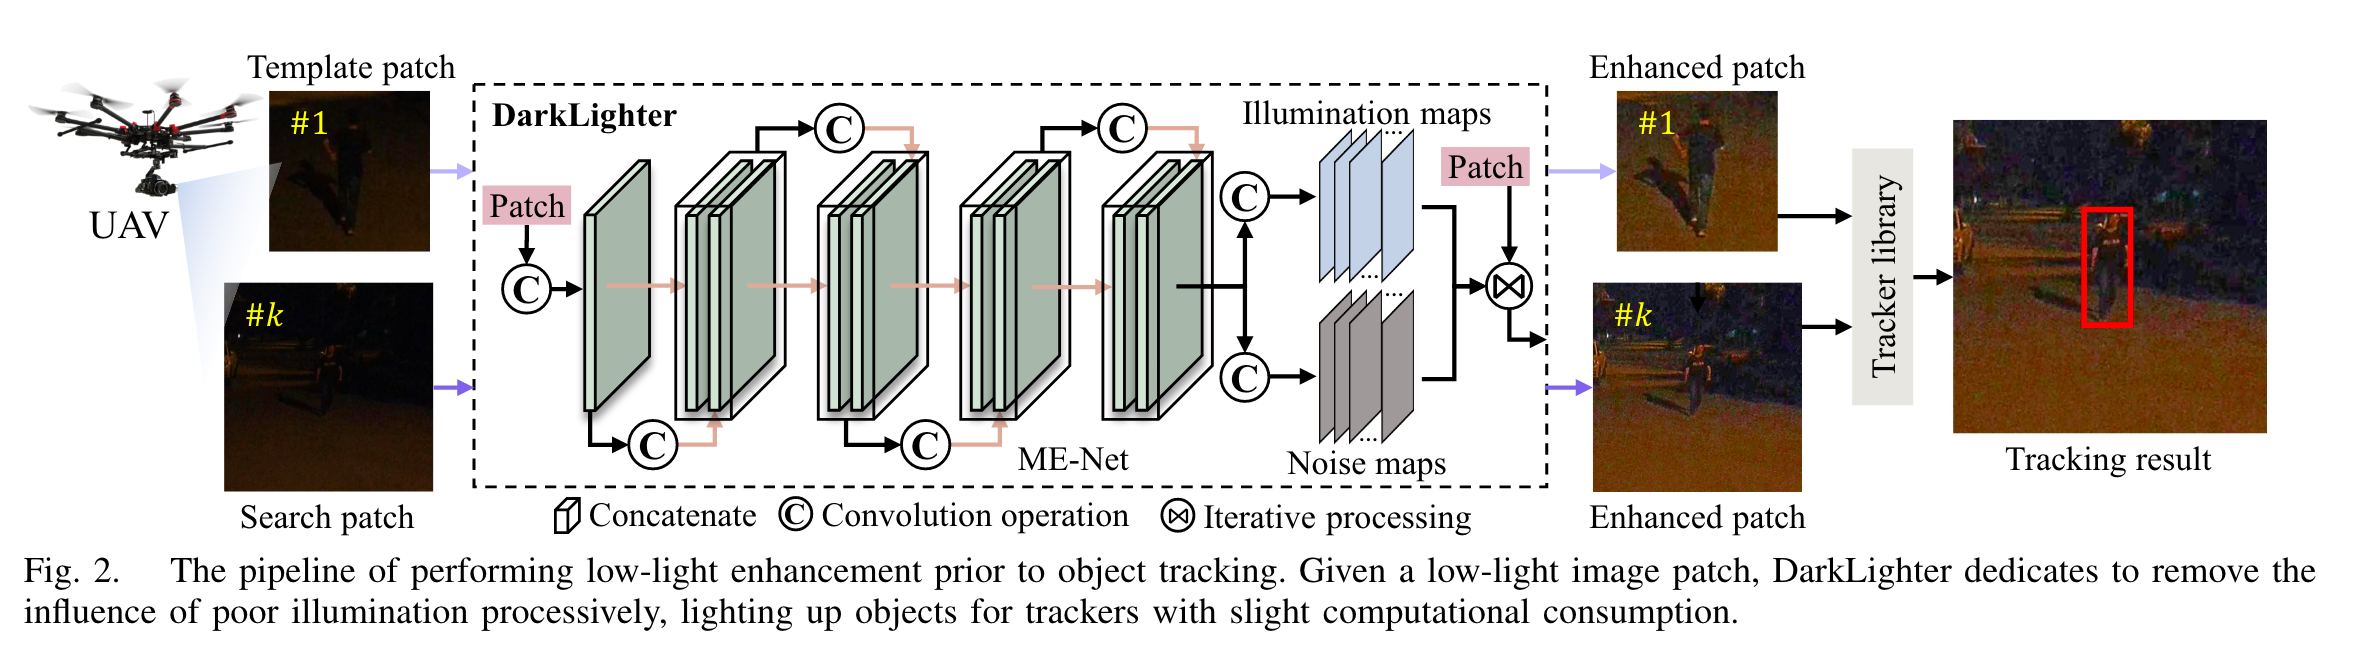 Template patch
#1
UAV
#k
Search patch
DarkLighter
Patch
C
C
C
C
C
ME-Net
C
C
Illumination maps
...
...
...
...
Noise maps
Patch
Concatenate
C Convolution operation
Iterative processing
Enhanced patch
#1
#k
Enhanced patch
Tracker library
Tracking result
Fig. 2. The pipeline of performing low-light enhancement prior to object tracking. Given a low-light image patch, DarkLighter dedicates to remove the
influence of poor illumination processively, lighting up objects for trackers with slight computational consumption.